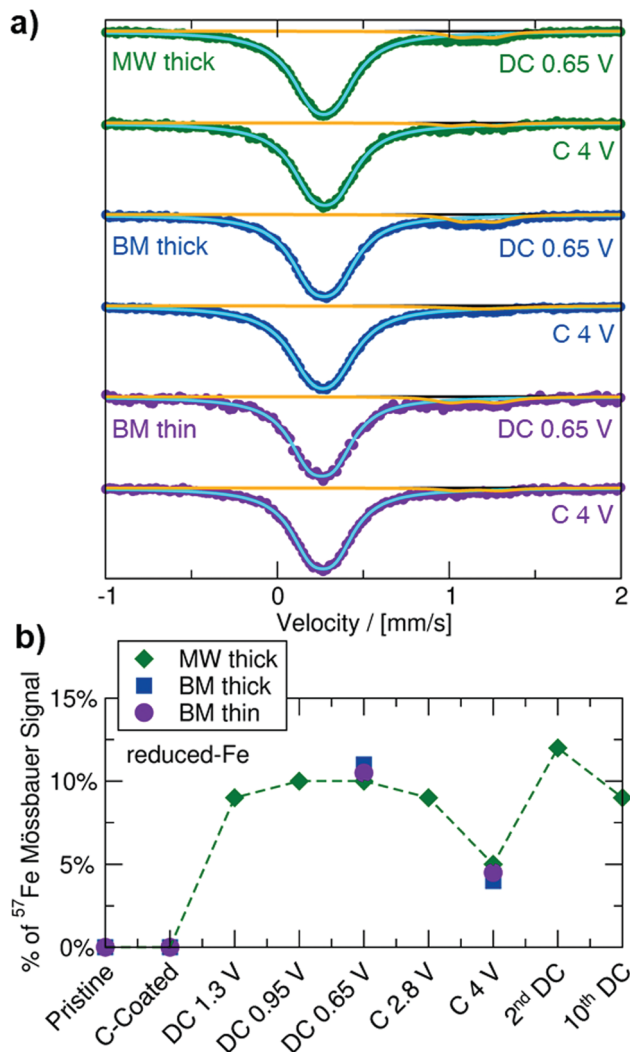 a)
MW thick
DC 0.65 V
C 4 V
BM thick
DC 0.65 V
C 4 V
BM thin
DC 0.65 V
C 4 V
-1
0
1
2
Velocity / [mm/s]
b)
MW thick
BM thick
BM thin
reduced-Fe
% of ⁵⁷Fe Mössbauer Signal
15%
10%
5%
0%
Pristine
C-Coated
DC 1.3 V
DC 0.95 V
DC 0.65 V
C 2.8 V
C 4 V
2ⁿᵈ DC
10ᵗʰ DC